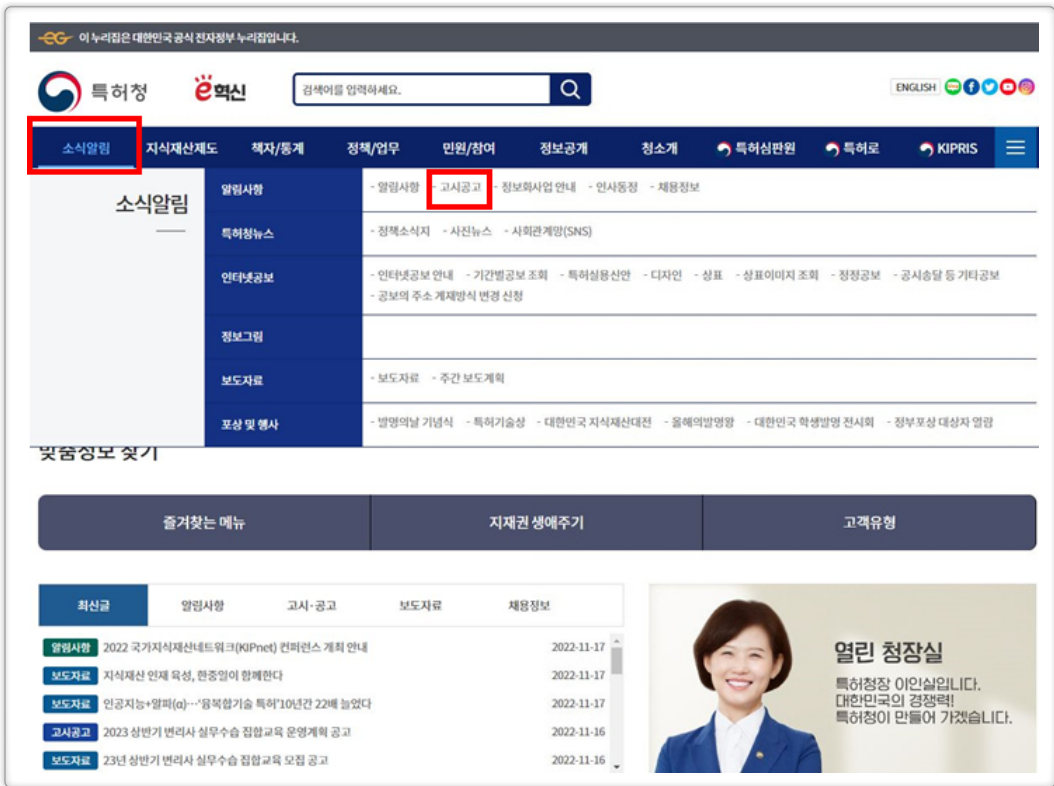 이 누리집은 대한민국 공식 전자정부 누리집입니다.
특허청
ë혁신
검색어를 입력하세요.
ENGLISH
소식알림 지식재산제도 책자/통계 정책/업무 민원/참여 정보공개 청소개 특허심판원 특허로 KIPRIS
소식알림
알림사항 - 알림사항 - 고시공고 - 정보화사업 안내 - 인사동정 - 채용정보
특허청뉴스 - 정책소식지 - 사진뉴스 - 사회관계망(SNS)
인터넷공보 - 인터넷공보 안내 - 기간별공보 조회 - 특허실용신안 - 디자인 - 상표 - 상표이미지 조회 - 정정공보 - 공시송달 등 기타공보
- 공보의 주소 게재방식 변경 신청
정보그림
보도자료 - 보도자료 - 주간 보도계획
포상 및 행사 - 발명의날 기념식 - 특허기술상 - 대한민국 지식재산대전 - 올해의발명왕 - 대한민국 학생발명 전시회 - 정부포상 대상자 열람
맞춤정보 찾기
즐겨찾는 메뉴 지재권 생애주기 고객유형
최신글 알림사항 고시·공고 보도자료 채용정보
알림사항 2022 국가지식재산네트워크(KIPnet) 컨퍼런스 개최 안내 2022-11-17
보도자료 지식재산 인재 육성, 한중일이 함께한다 2022-11-17
보도자료 인공지능+알파(α)…‘융복합기술 특허’10년간 22배 늘었다 2022-11-17
고시공고 2023 상반기 변리사 실무수습 집합교육 운영계획 공고 2022-11-16
보도자료 23년 상반기 변리사 실무수습 집합교육 모집 공고 2022-11-16
열린 청장실
특허청장 이인실입니다.
대한민국의 경쟁력!
특허청이 만들어 가겠습니다.